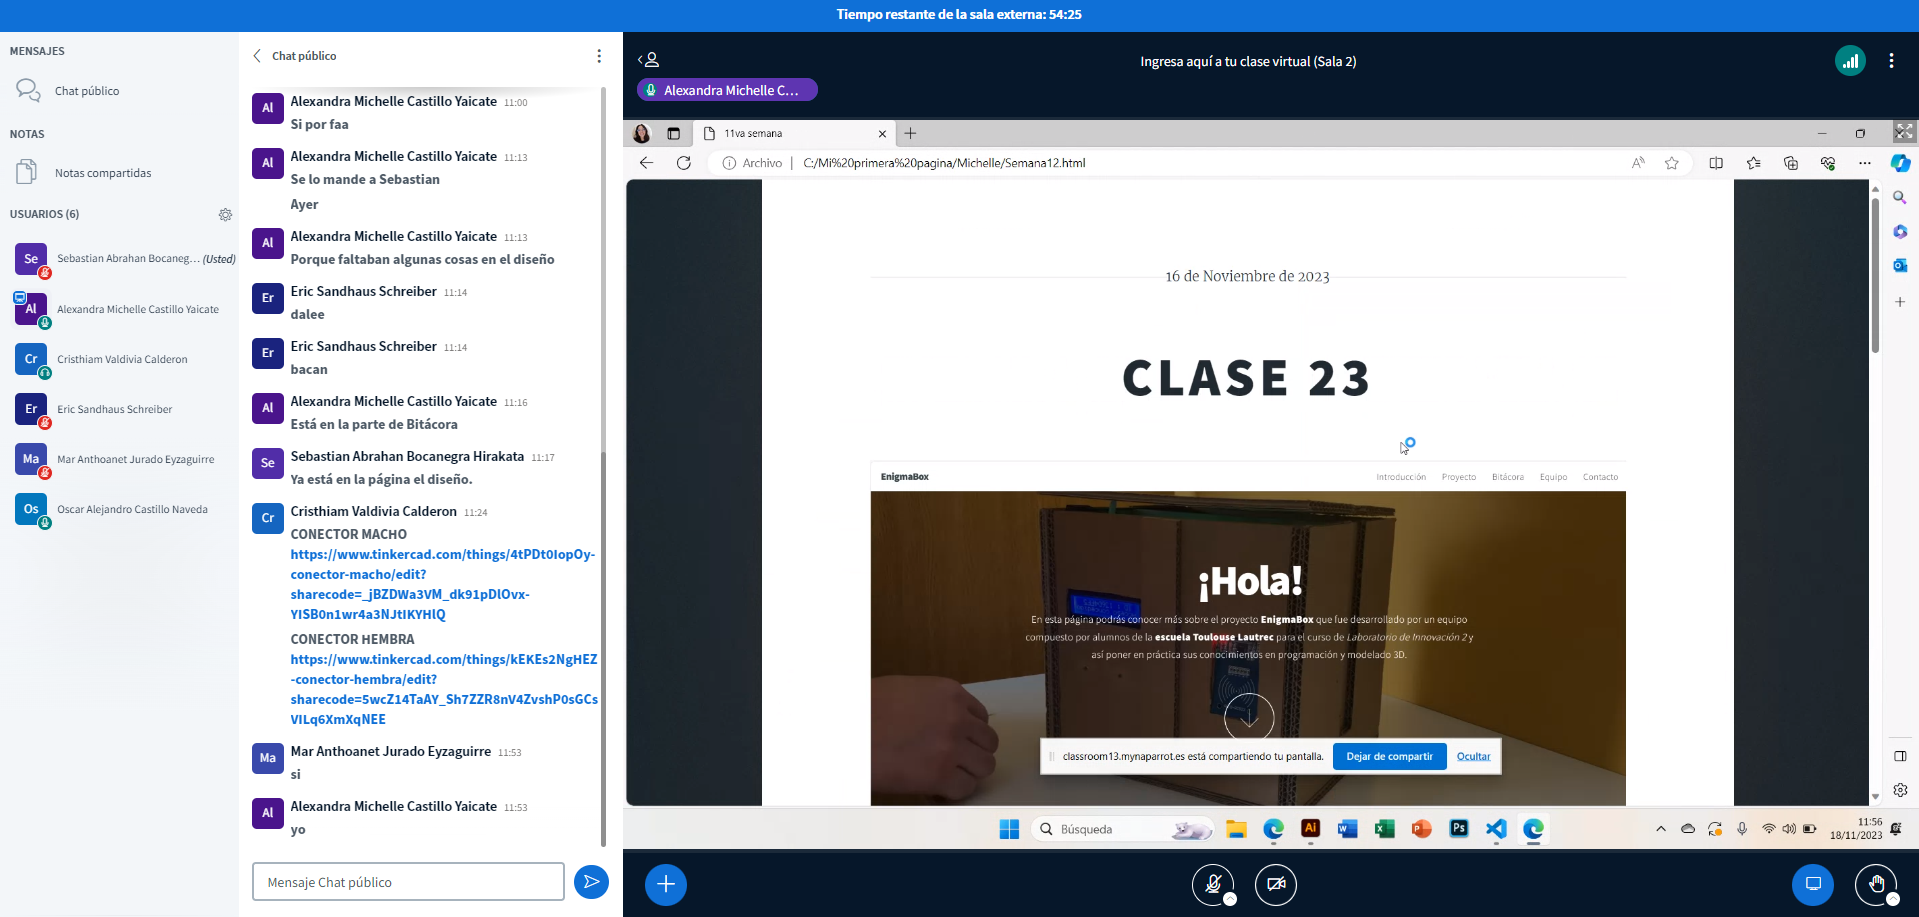 Tiempo restante de la sala externa: 54:25
MENSAJES
Chat público
NOTAS
Notas compartidas
USUARIOS (6)
Se
Sebastian Abrahan Bocaneg... (Usted)
Al
Alexandra Michelle Castillo Yaicate
Cr
Cristhiam Valdivia Calderon
Er
Eric Sandhaus Schreiber
Ma
Mar Anthoanet Jurado Eyzaguirre
Os
Oscar Alejandro Castillo Naveda
Chat público
Al
Alexandra Michelle Castillo Yaicate 11:00
Si por faa
Al
Alexandra Michelle Castillo Yaicate 11:13
Se lo mande a Sebastian
Ayer
Al
Alexandra Michelle Castillo Yaicate 11:13
Porque faltaban algunas cosas en el diseño
Er
Eric Sandhaus Schreiber 11:14
dalee
Er
Eric Sandhaus Schreiber 11:14
bacan
Al
Alexandra Michelle Castillo Yaicate 11:16
Está en la parte de Bitácora
Se
Sebastian Abrahan Bocanegra Hirakata 11:17
Ya está en la página el diseño.
Cr
Cristhiam Valdivia Calderon 11:24
CONECTOR MACHO
https://www.tinkercad.com/things/4tPDt0IopOy-
conector-macho/edit?
sharecode=_jBZDWa3VM_dk91pDlOvx-
YISB0n1wr4a3NJtIKYHlQ
CONECTOR HEMBRA
https://www.tinkercad.com/things/kEKEs2NgHEZ
-conector-hembra/edit?
sharecode=5wcZ14TaAY_Sh7ZZR8nV4ZvshP0sGCs
VILq6XmXqNEE
Ma
Mar Anthoanet Jurado Eyzaguirre 11:53
si
Al
Alexandra Michelle Castillo Yaicate 11:53
yo
Mensaje Chat público
Ingresa aquí a tu clase virtual (Sala 2)
Alexandra Michelle C...
11va semana
Archivo | C:/Mi%20primera%20pagina/Michelle/Semana12.html
16 de Noviembre de 2023
CLASE 23
EnigmaBox
Introducción Proyecto Bitácora Equipo Contacto
¡Hola!
En esta página podrás conocer más sobre el proyecto EnigmaBox que fue desarrollado por un equipo
compuesto por alumnos de la escuela Toulouse Lautrec para el curso de Laboratorio de Innovación 2 y
así poner en práctica sus conocimientos en programación y modelado 3D.
classroom13.mynaparrot.es está compartiendo tu pantalla.
Dejar de compartir
Ocultar
Búsqueda
Ai
W
X
P
Ps
11:56
18/11/2023